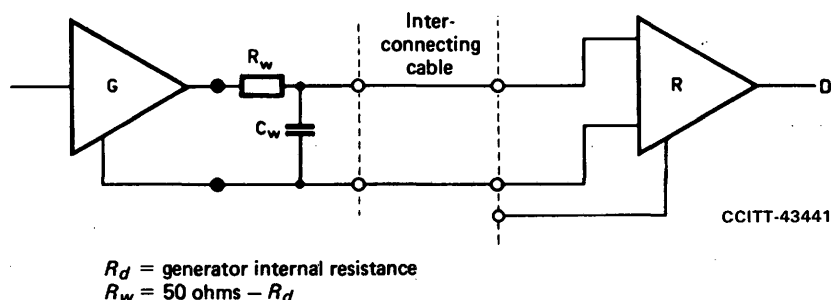 Inter-
connecting
cable
G
R_w
C_w
R
D
CCITT-43441
R_d = generator internal resistance
R_w = 50 ohms – R_d